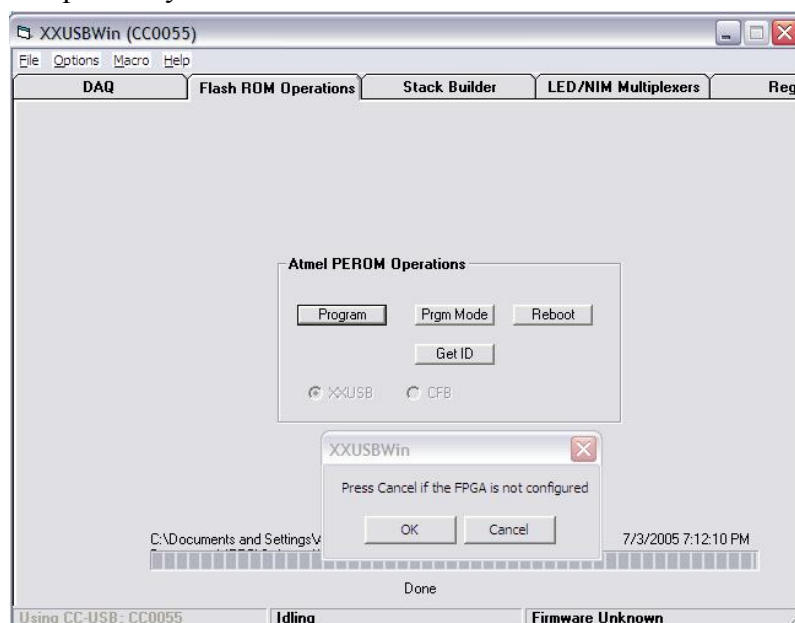 XXUSBWin (CC0055)
File Options Macro Help
DAQ Flash ROM Operations Stack Builder LED/NIM Multiplexers Reg
Atmel PEROM Operations
Program Prgm Mode Reboot
Get ID
XXUSB CFB
XXUSBWin
Press Cancel if the FPGA is not configured
OK Cancel
C:\Documents and Settings\ 7/3/2005 7:12:10 PM
Done
Using CC-USB: CC0055 Idling Firmware Unknown